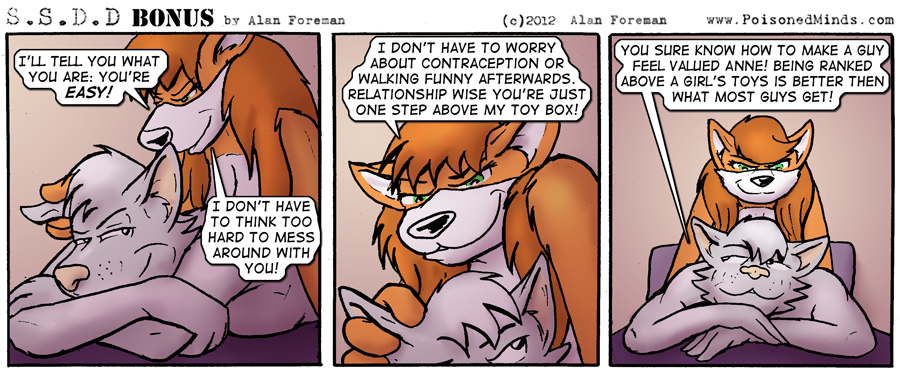 S.S.D.D BONUS by Alan Foreman (c)2012 Alan Foreman www.PoisonedMinds.com
I'LL TELL YOU WHAT
YOU ARE: YOU'RE
EASY!
I DON'T HAVE
TO THINK TOO
HARD TO MESS
AROUND WITH
YOU!
I DON'T HAVE TO WORRY
ABOUT CONTRACEPTION OR
WALKING FUNNY AFTERWARDS.
RELATIONSHIP WISE YOU'RE JUST
ONE STEP ABOVE MY TOY BOX!
YOU SURE KNOW HOW TO MAKE A GUY
FEEL VALUED ANNE! BEING RANKED
ABOVE A GIRL'S TOYS IS BETTER THEN
WHAT MOST GUYS GET!